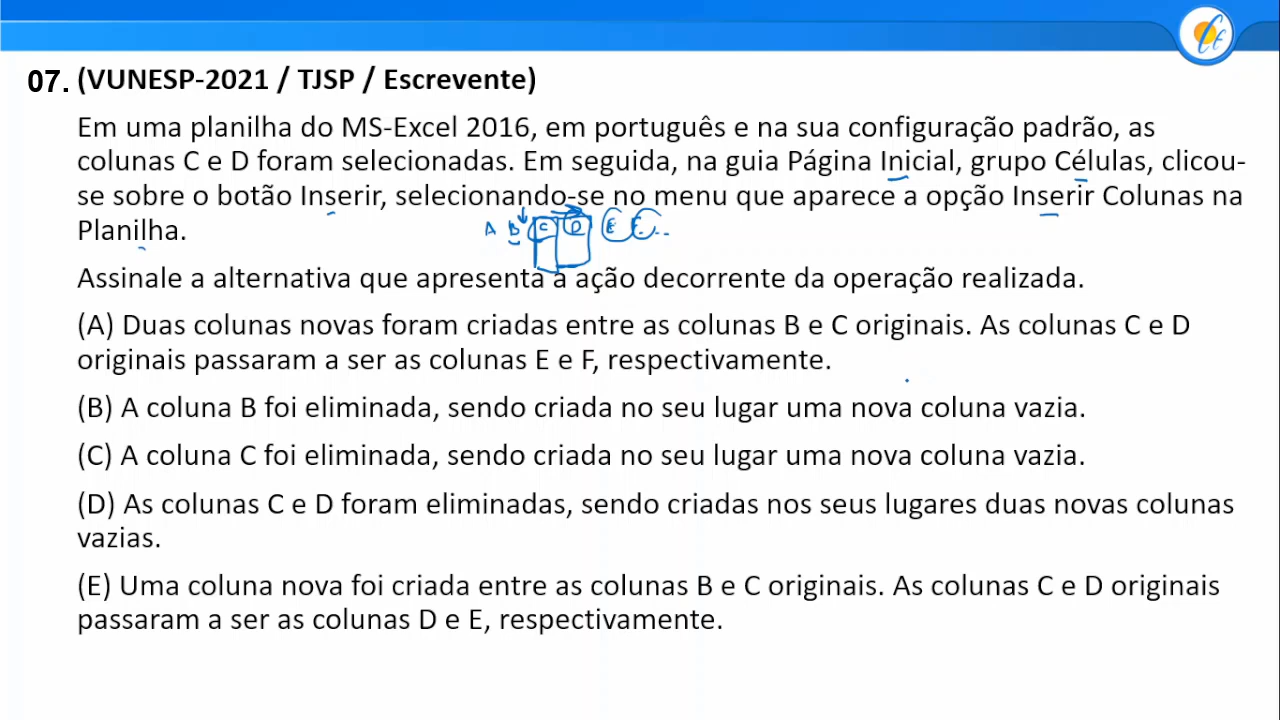 07. (VUNESP-2021 / TJSP / Escrevente)
Em uma planilha do MS-Excel 2016, em português e na sua configuração padrão, as
colunas C e D foram selecionadas. Em seguida, na guia Página Inicial, grupo Células, clicou-
se sobre o botão Inserir, selecionando-se no menu que aparece a opção Inserir Colunas na
Planilha. A B C D E F...
Assinale a alternativa que apresenta a ação decorrente da operação realizada.
(A) Duas colunas novas foram criadas entre as colunas B e C originais. As colunas C e D
originais passaram a ser as colunas E e F, respectivamente.
(B) A coluna B foi eliminada, sendo criada no seu lugar uma nova coluna vazia.
(C) A coluna C foi eliminada, sendo criada no seu lugar uma nova coluna vazia.
(D) As colunas C e D foram eliminadas, sendo criadas nos seus lugares duas novas colunas
vazias.
(E) Uma coluna nova foi criada entre as colunas B e C originais. As colunas C e D originais
passaram a ser as colunas D e E, respectivamente.